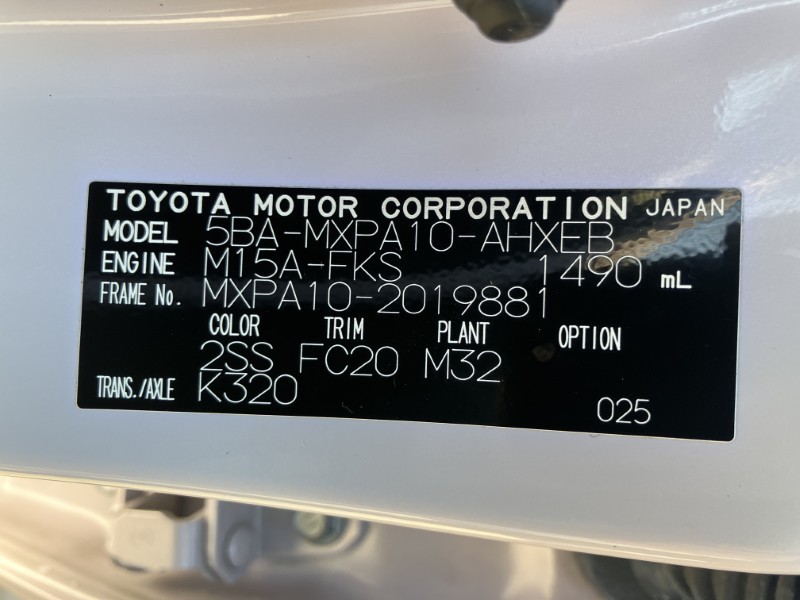 TOYOTA MOTOR CORPORATION JAPAN
MODEL 5BA-MXPA10-AHXEB
ENGINE M15A-FKS 1490 mL
FRAME No. MXPA10-2019881
COLOR TRIM PLANT OPTION
2SS FC20 M32
TRANS./AXLE K320
025